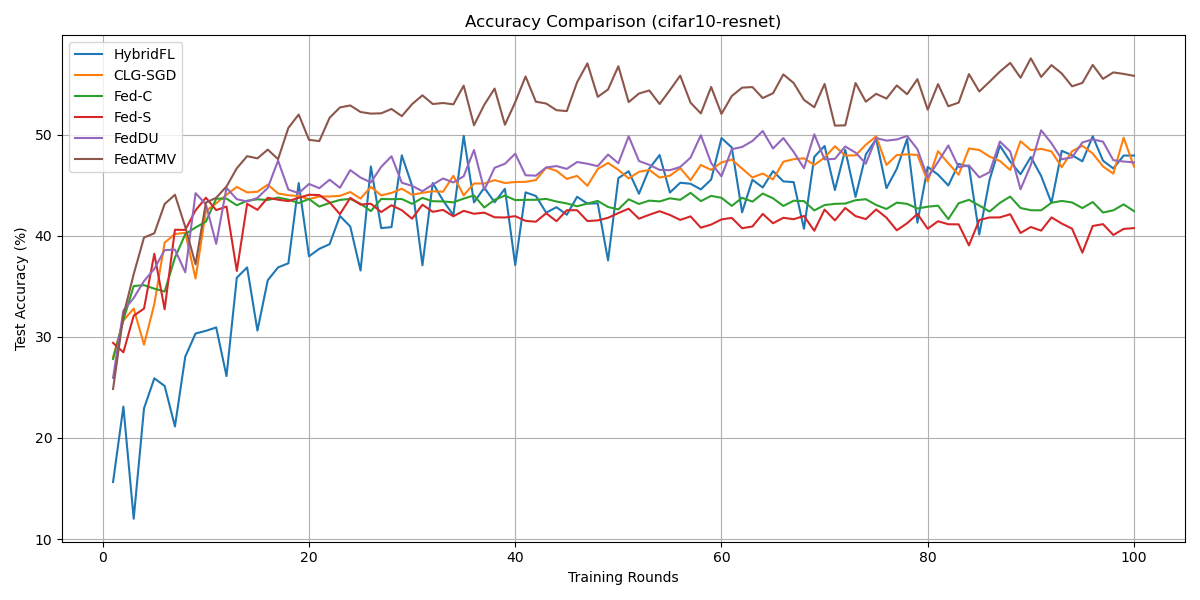 Accuracy Comparison (cifar10-resnet)
HybridFL
CLG-SGD
Fed-C
Fed-S
FedDU
FedATMV
Test Accuracy (%)
50
40
30
20
10
0 20 40 60 80 100
Training Rounds